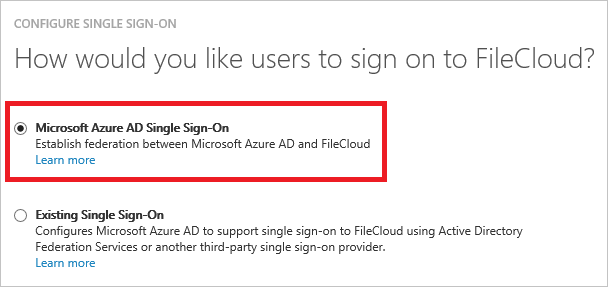 CONFIGURE SINGLE SIGN-ON
How would you like users to sign on to FileCloud?
Microsoft Azure AD Single Sign-On
Establish federation between Microsoft Azure AD and FileCloud
Learn more
Existing Single Sign-On
Configures Microsoft Azure AD to support single sign-on to FileCloud using Active Directory
Federation Services or another third-party single sign-on provider.
Learn more